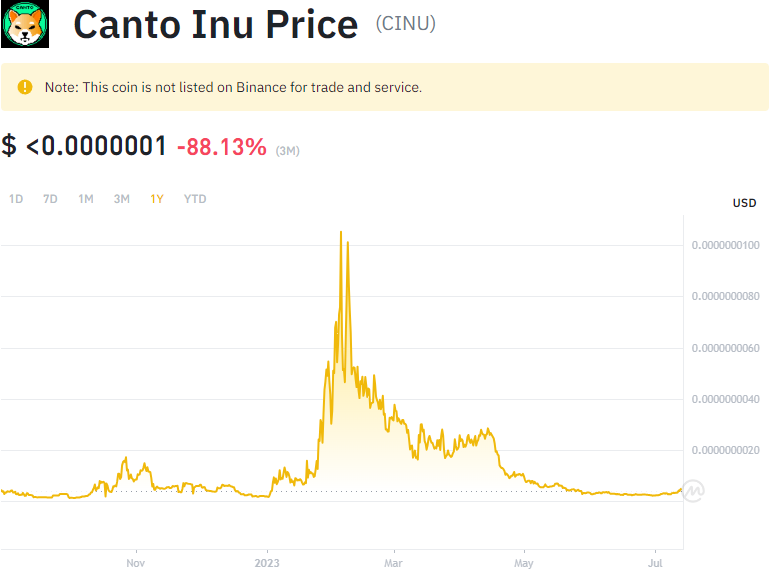 CANTO
Canto Inu Price (CINU)
Note: This coin is not listed on Binance for trade and service.
$ <0.0000001 -88.13% (3M)
1D 7D 1M 3M 1Y YTD
USD
0.0000000100
0.0000000080
0.0000000060
0.0000000040
0.0000000020
Nov 2023 Mar May Jul